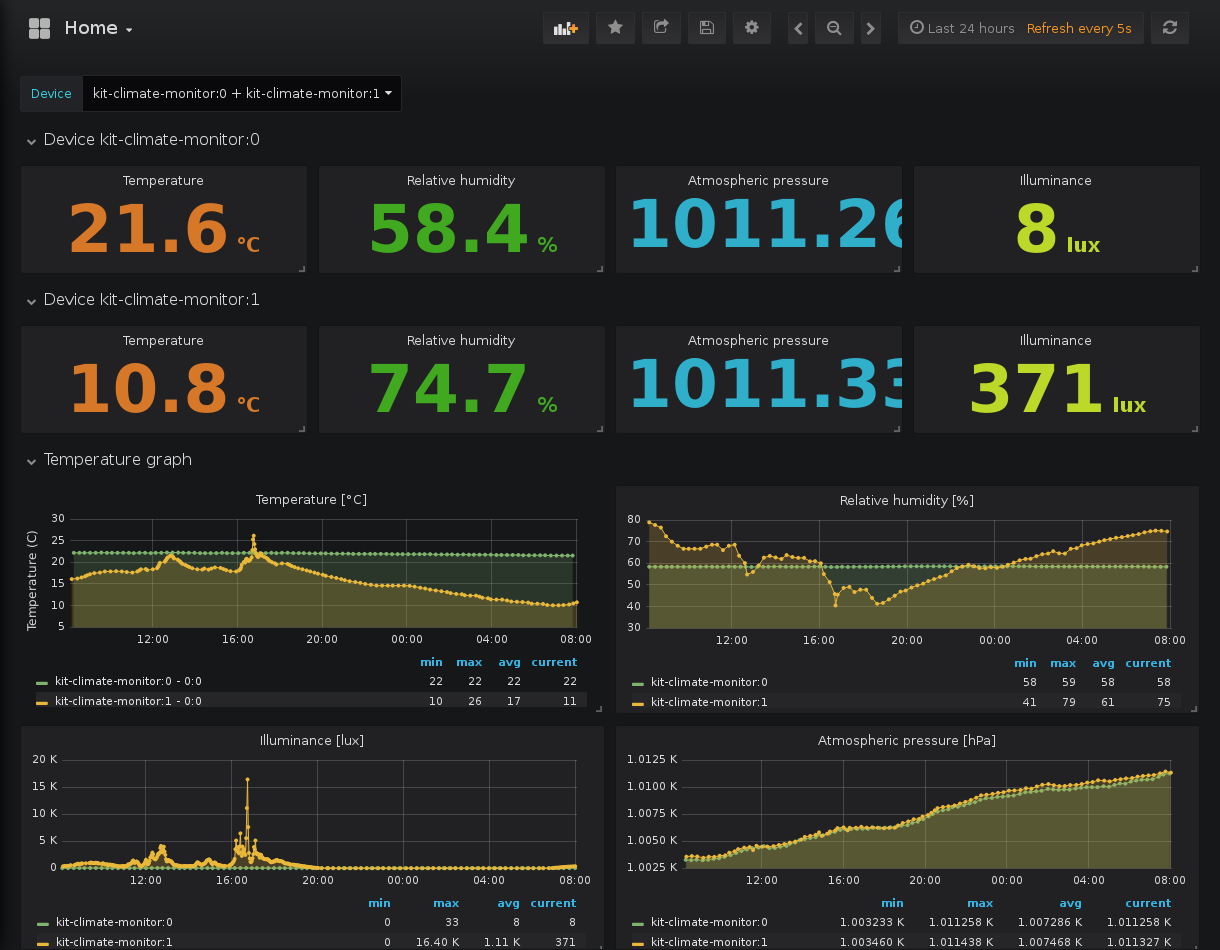 Home
Last 24 hours Refresh every 5s
Device kit-climate-monitor:0 + kit-climate-monitor:1
Device kit-climate-monitor:0
Temperature
21.6 °C
Relative humidity
58.4 %
Atmospheric pressure
1011.26
Illuminance
8 lux
Device kit-climate-monitor:1
Temperature
10.8 °C
Relative humidity
74.7 %
Atmospheric pressure
1011.33
Illuminance
371 lux
Temperature graph
Temperature [°C]
Temperature (C)
30
25
20
15
10
5
12:00 16:00 20:00 00:00 04:00 08:00
min max avg current
kit-climate-monitor:0 - 0:0 22 22 22 22
kit-climate-monitor:1 - 0:0 10 26 17 11
Relative humidity [%]
80
70
60
50
40
30
12:00 16:00 20:00 00:00 04:00 08:00
min max avg current
kit-climate-monitor:0 58 59 58 58
kit-climate-monitor:1 41 79 61 75
Illuminance [lux]
20 K
15 K
10 K
5 K
0
12:00 16:00 20:00 00:00 04:00 08:00
min max avg current
kit-climate-monitor:0 0 33 8 8
kit-climate-monitor:1 0 16.40 K 1.11 K 371
Atmospheric pressure [hPa]
1.0125 K
1.0100 K
1.0075 K
1.0050 K
1.0025 K
12:00 16:00 20:00 00:00 04:00 08:00
min max avg current
kit-climate-monitor:0 1.003233 K 1.011258 K 1.007286 K 1.011258 K
kit-climate-monitor:1 1.003460 K 1.011438 K 1.007468 K 1.011327 K